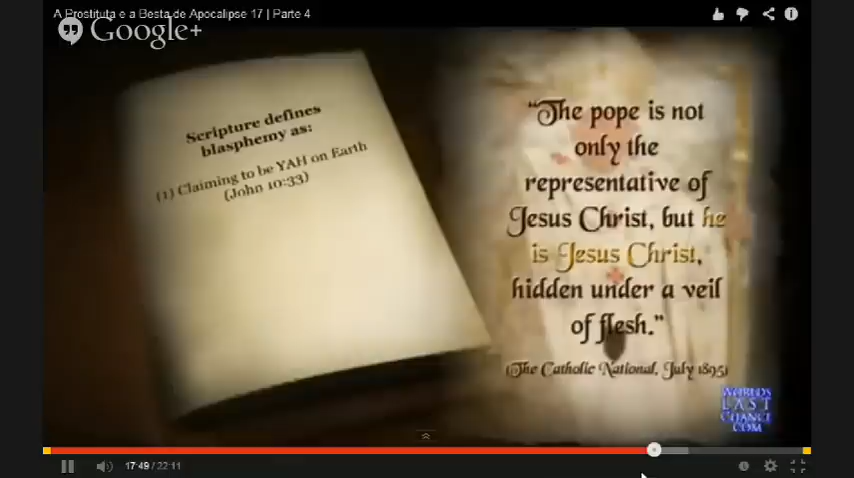 A Prostituta e a Besta de Apocalipse 17 | Parte 4
Google+
Scripture defines
blasphemy as:
(1) Claiming to be YAH on Earth
(John 10:33)
“The pope is not
only the
representative of
Jesus Christ, but he
is Jesus Christ,
hidden under a veil
of flesh.”
(The Catholic National, July 1895)
WORLDS
LAST
CHANCE
.COM
17:49 / 22:11